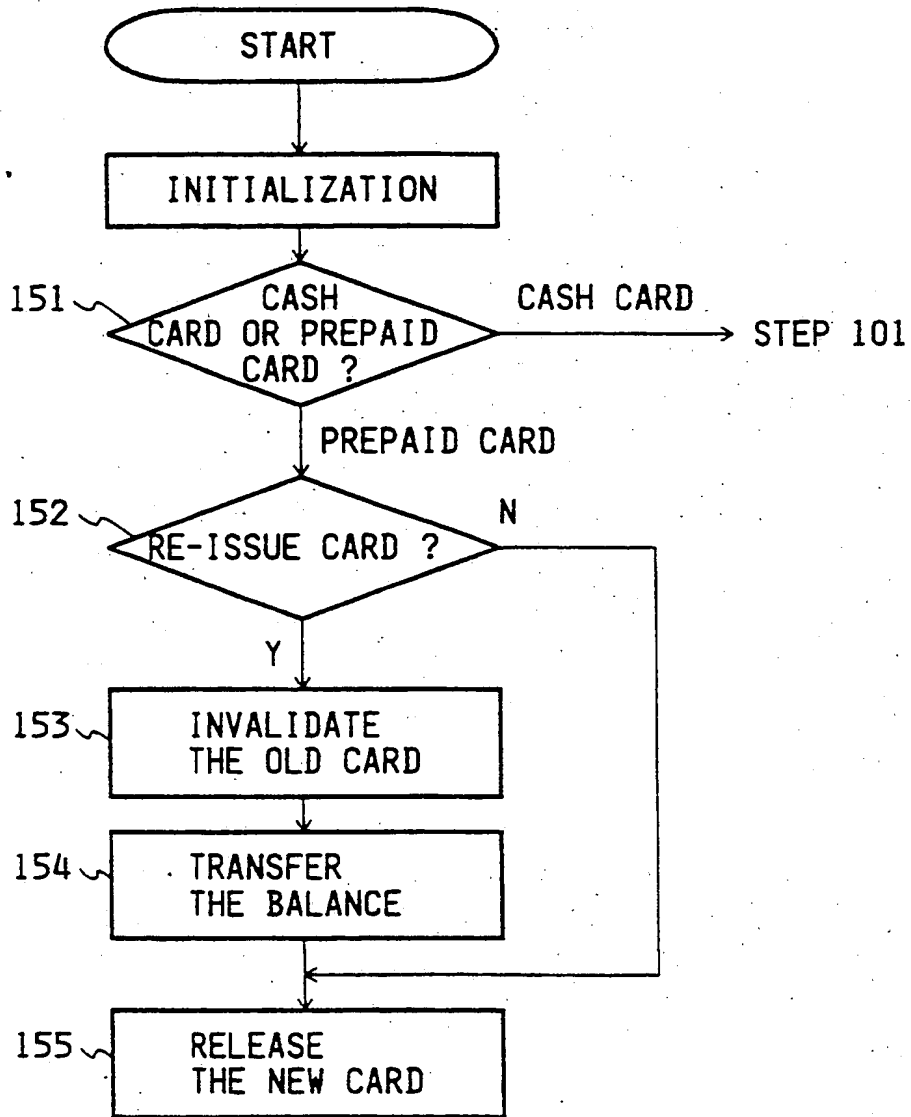 START
INITIALIZATION
151
CASH
CARD OR PREPAID
CARD ?
CASH CARD
STEP 101
PREPAID CARD
152
RE-ISSUE CARD ?
N
Y
153
INVALIDATE
THE OLD CARD
154
TRANSFER
THE BALANCE
155
RELEASE
THE NEW CARD